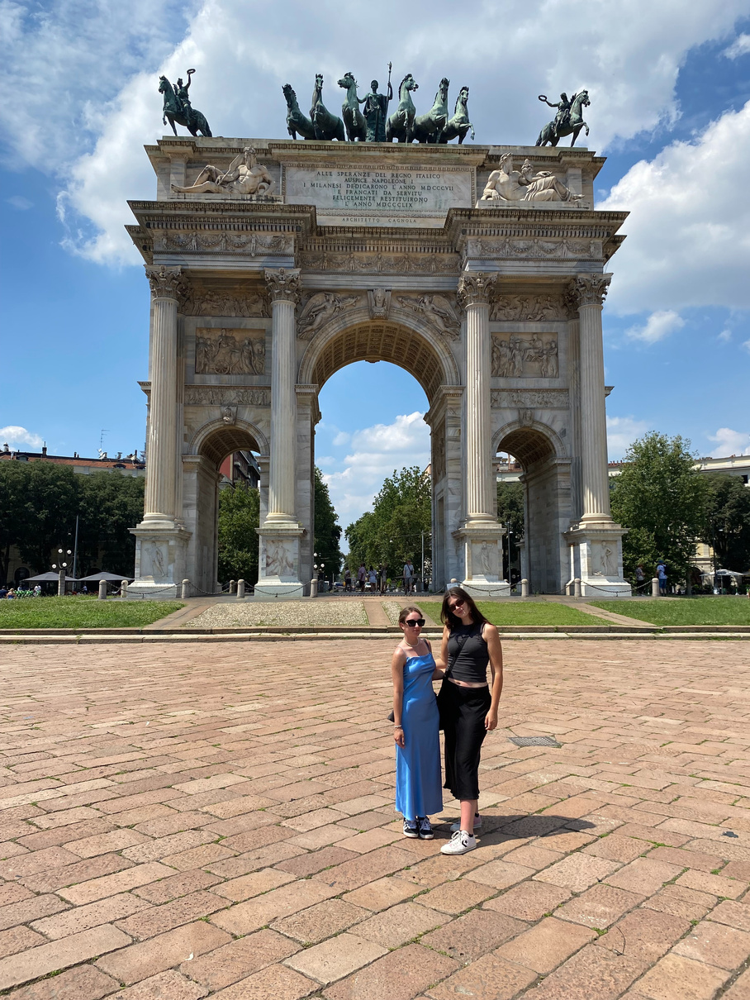 ALLE SPERANZE DEL REGNO ITALICO
AUSPICE NAPOLEONE I
I MILANESI DEDICARONO L'ANNO MDCCCVII
E FRANCATI DA SERVITÙ
FELICEMENTE RESTITUIRONO
L'ANNO MDCCCLIX
ARCHITETTO CAGNOLA